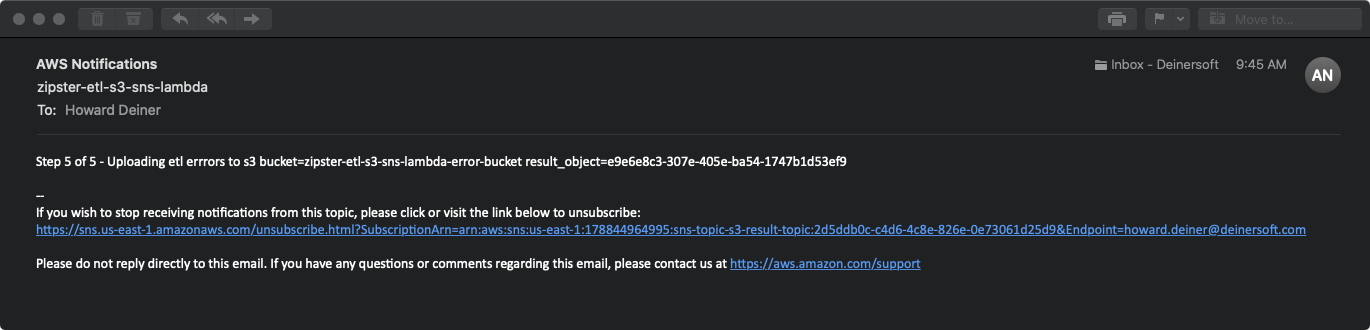 Move to...
AWS Notifications
Inbox - Deinersoft 9:45 AM
AN
zipster-etl-s3-sns-lambda
To: Howard Deiner
Step 5 of 5 - Uploading etl errrors to s3 bucket=zipster-etl-s3-sns-lambda-error-bucket result_object=e9e6e8c3-307e-405e-ba54-1747b1d53ef9
--
If you wish to stop receiving notifications from this topic, please click or visit the link below to unsubscribe:
https://sns.us-east-1.amazonaws.com/unsubscribe.html?SubscriptionArn=arn:aws:sns:us-east-1:178844964995:sns-topic-s3-result-topic:2d5ddb0c-c4d6-4c8e-826e-0e73061d25d9&Endpoint=howard.deiner@deinersoft.com
Please do not reply directly to this email. If you have any questions or comments regarding this email, please contact us at https://aws.amazon.com/support